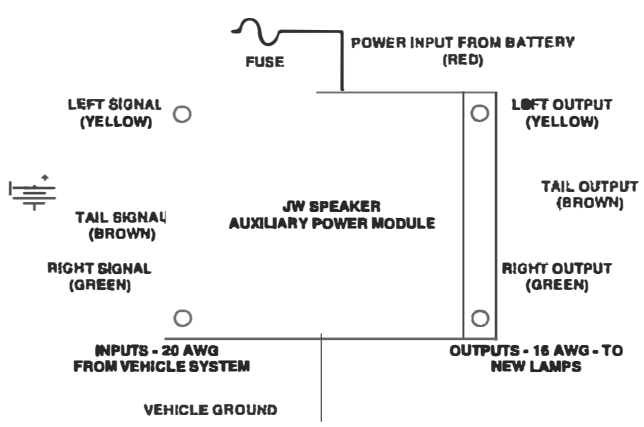 POWER INPUT FROM BATTERY
(RED)
FUSE
LEFT SIGNAL
(YELLOW)
LEFT OUTPUT
(YELLOW)
TAIL OUTPUT
(BROWN)
JW SPEAKER
AUXILIARY POWER MODULE
TAIL SIGNAL
(BROWN)
RIGHT SIGNAL
(GREEN)
RIGHT OUTPUT
(GREEN)
INPUTS - 20 AWG
FROM VEHICLE SYSTEM
OUTPUTS - 16 AWG - TO
NEW LAMPS
VEHICLE GROUND